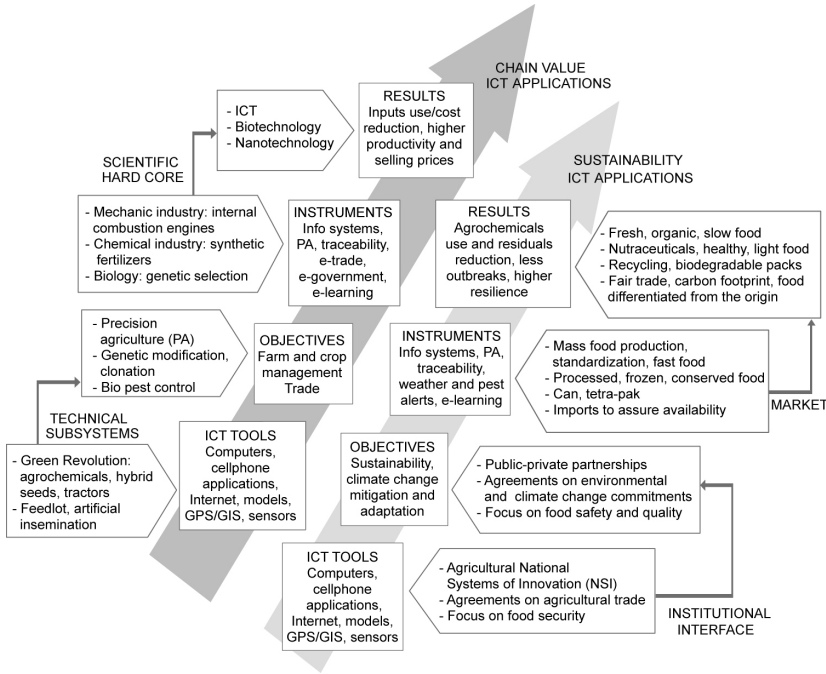 CHAIN VALUE
ICT APPLICATIONS
SUSTAINABILITY
ICT APPLICATIONS
- ICT
- Biotechnology
- Nanotechnology
RESULTS
Inputs use/cost
reduction, higher
productivity and
selling prices
SCIENTIFIC
HARD CORE
- Mechanic industry: internal
combustion engines
- Chemical industry: synthetic
fertilizers
- Biology: genetic selection
INSTRUMENTS
Info systems,
PA, traceability,
e-trade,
e-government,
e-learning
RESULTS
Agrochemicals
use and residuals
reduction, less
outbreaks, higher
resilience
- Fresh, organic, slow food
- Nutraceuticals, healthy, light food
- Recycling, biodegradable packs
- Fair trade, carbon footprint, food
differentiated from the origin
- Precision
agriculture (PA)
- Genetic modification,
clonation
- Bio pest control
OBJECTIVES
Farm and crop
management
Trade
INSTRUMENTS
Info systems, PA,
traceability,
weather and pest
alerts, e-learning
- Mass food production,
standardization, fast food
- Processed, frozen, conserved food
- Can, tetra-pak
- Imports to assure availability
MARKET
TECHNICAL
SUBSYSTEMS
- Green Revolution:
agrochemicals, hybrid
seeds, tractors
- Feedlot, artificial
insemination
ICT TOOLS
Computers,
cellphone
applications,
Internet, models,
GPS/GIS, sensors
OBJECTIVES
Sustainability,
climate change
mitigation and
adaptation
- Public-private partnerships
- Agreements on environmental
and climate change commitments
- Focus on food safety and quality
ICT TOOLS
Computers,
cellphone
applications,
Internet, models,
GPS/GIS, sensors
- Agricultural National
Systems of Innovation (NSI)
- Agreements on agricultural trade
- Focus on food security
INSTITUTIONAL
INTERFACE